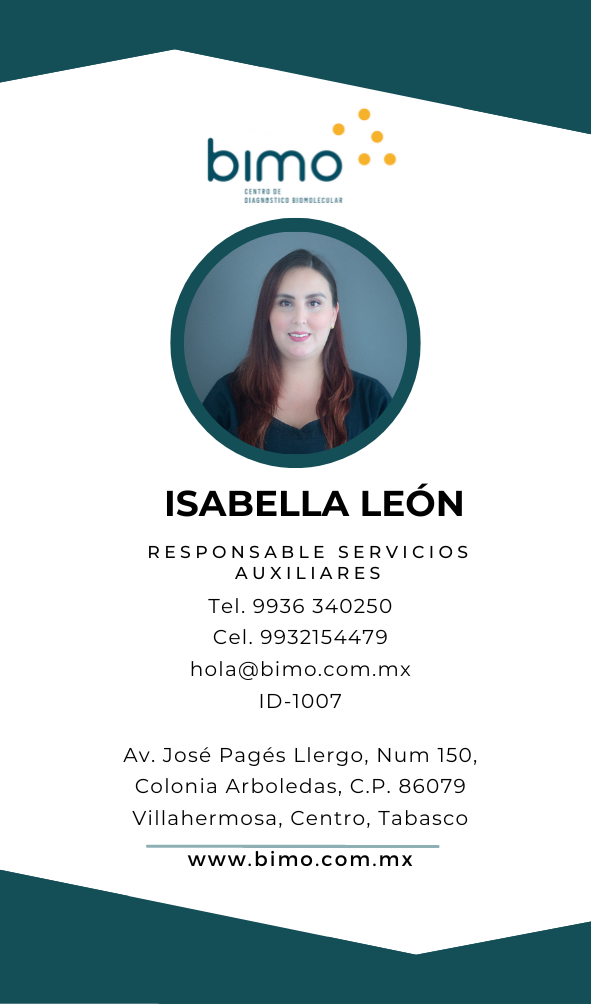 bimo
CENTRO DE
DIAGNÓSTICO BIOMOLECULAR
ISABELLA LEÓN
RESPONSABLE SERVICIOS
AUXILIARES
Tel. 9936 340250
Cel. 9932154479
hola@bimo.com.mx
ID-1007
Av. José Pagés Llergo, Num 150,
Colonia Arboledas, C.P. 86079
Villahermosa, Centro, Tabasco
www.bimo.com.mx